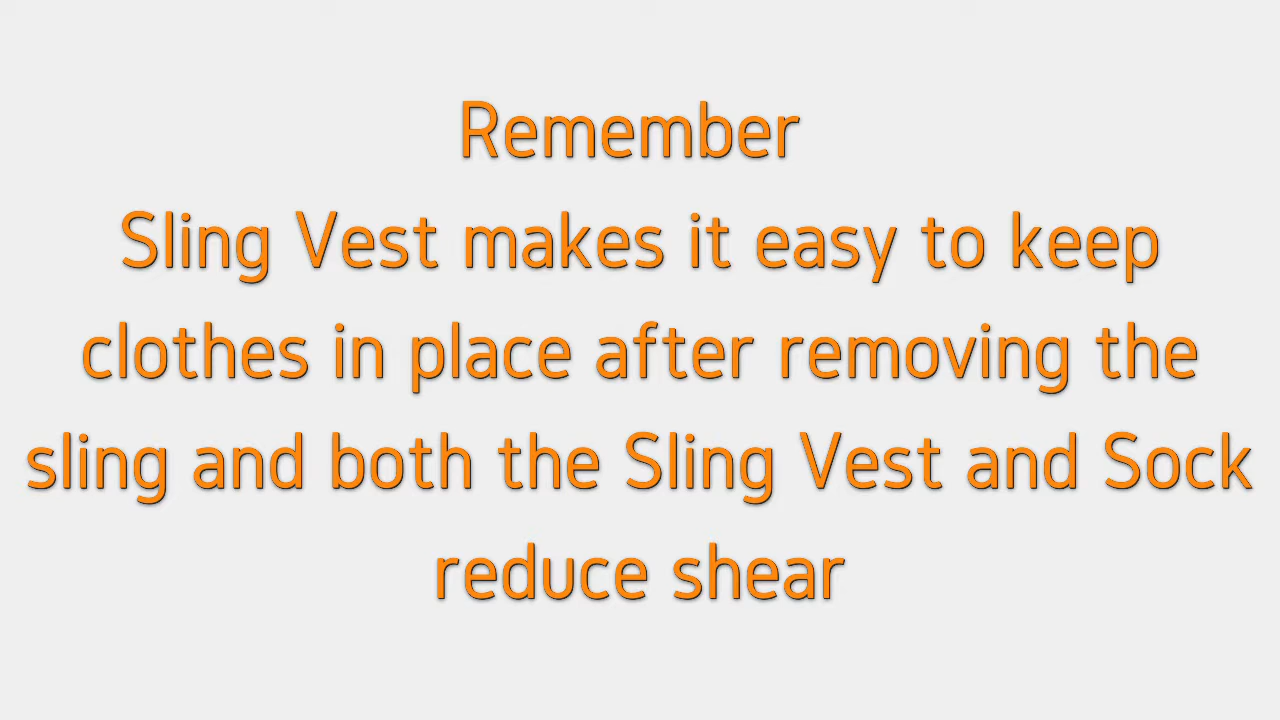 Remember
Sling Vest makes it easy to keep
clothes in place after removing the
sling and both the Sling Vest and Sock
reduce shear